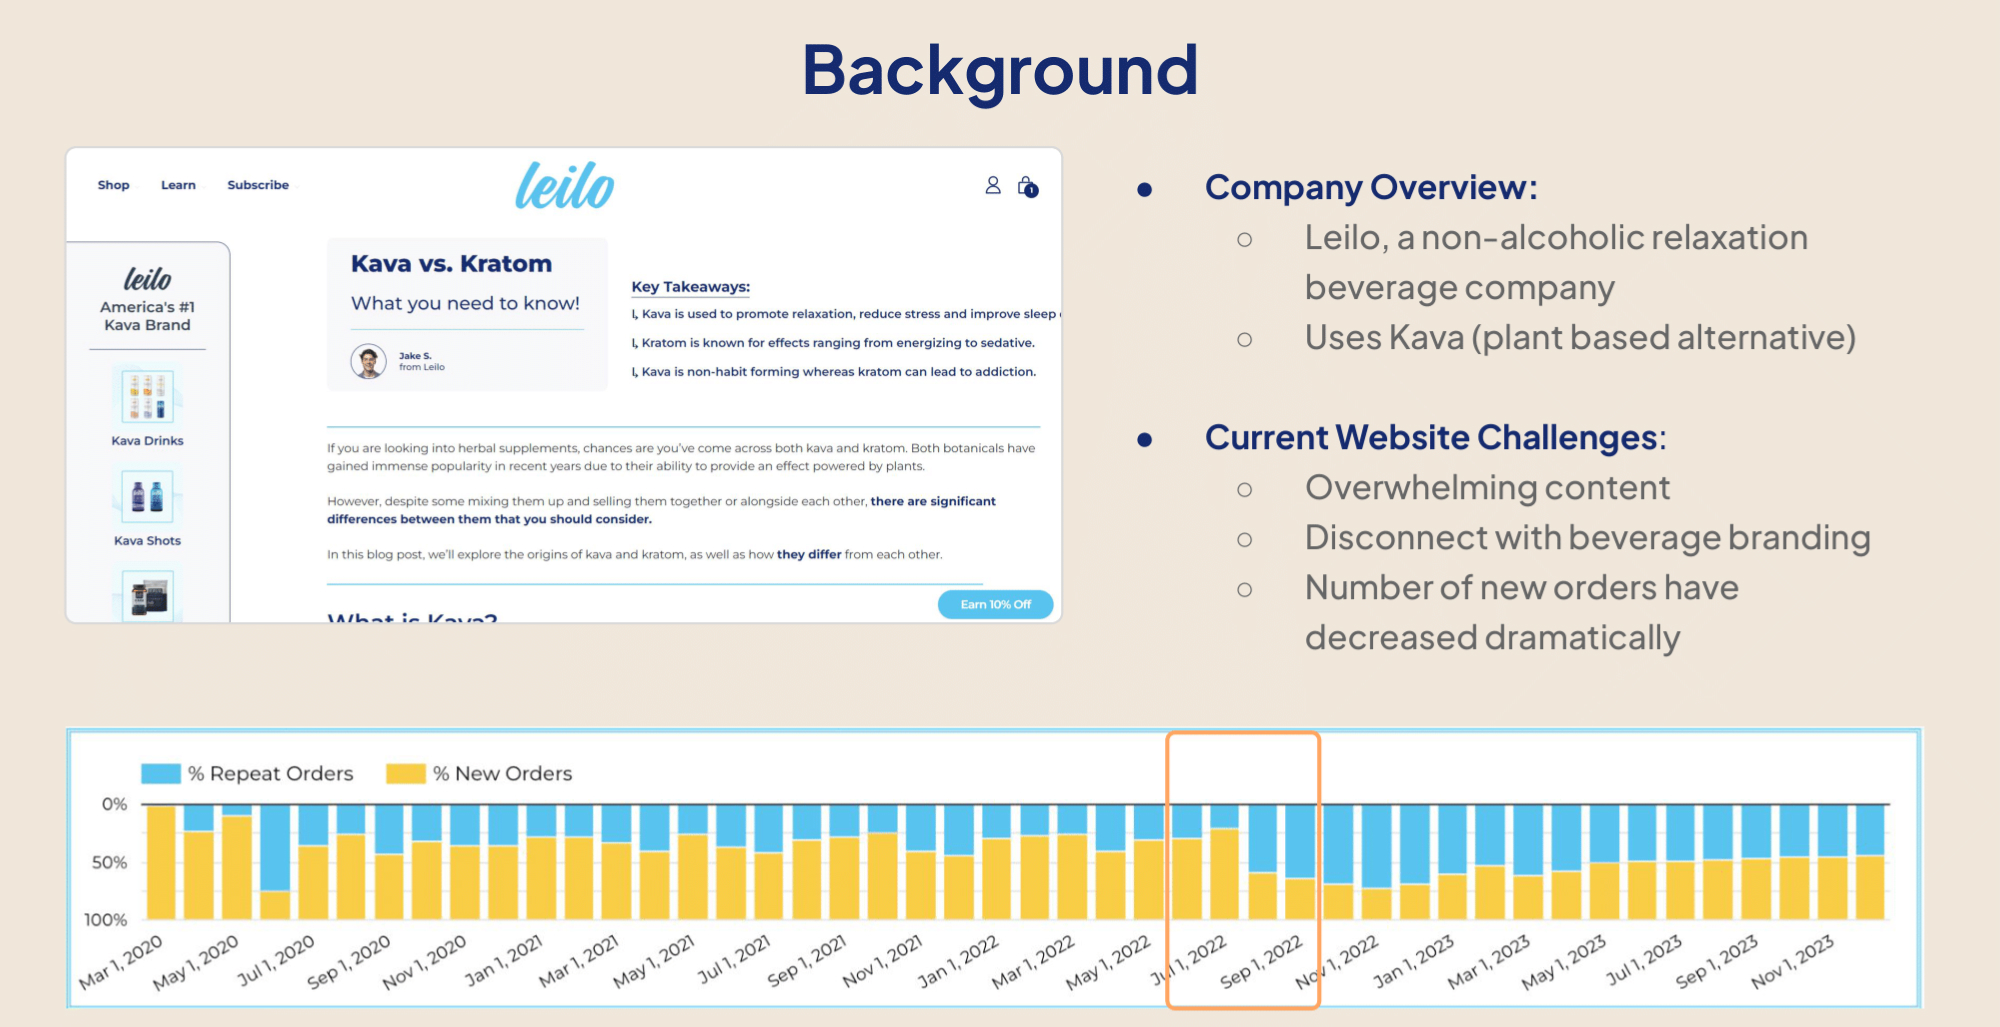 Background
Shop Learn Subscribe
leilo
1
leilo
America's #1
Kava Brand
Kava Drinks
Kava Shots
Kava vs. Kratom
What you need to know!
Jake S.
from Leilo
Key Takeaways:
Kava is used to promote relaxation, reduce stress and improve sleep
Kratom is known for effects ranging from energizing to sedative.
Kava is non-habit forming whereas kratom can lead to addiction.
If you are looking into herbal supplements, chances are you've come across both kava and kratom. Both botanicals have
gained immense popularity in recent years due to their ability to provide an effect powered by plants.
However, despite some mixing them up and selling them together or alongside each other, there are significant
differences between them that you should consider.
In this blog post, we'll explore the origins of kava and kratom, as well as how they differ from each other.
Earn 10% Off
What is Kava?
● Company Overview:
○ Leilo, a non-alcoholic relaxation
beverage company
○ Uses Kava (plant based alternative)
● Current Website Challenges:
○ Overwhelming content
○ Disconnect with beverage branding
○ Number of new orders have
decreased dramatically
% Repeat Orders % New Orders
0%
50%
100%
Mar 1, 2020 May 1, 2020 Jul 1, 2020 Sep 1, 2020 Nov 1, 2020 Jan 1, 2021 Mar 1, 2021 May 1, 2021 Jul 1, 2021 Sep 1, 2021 Nov 1, 2021 Jan 1, 2022 Mar 1, 2022 May 1, 2022 Jul 1, 2022 Sep 1, 2022 Nov 1, 2022 Jan 1, 2023 Mar 1, 2023 May 1, 2023 Jul 1, 2023 Sep 1, 2023 Nov 1, 2023